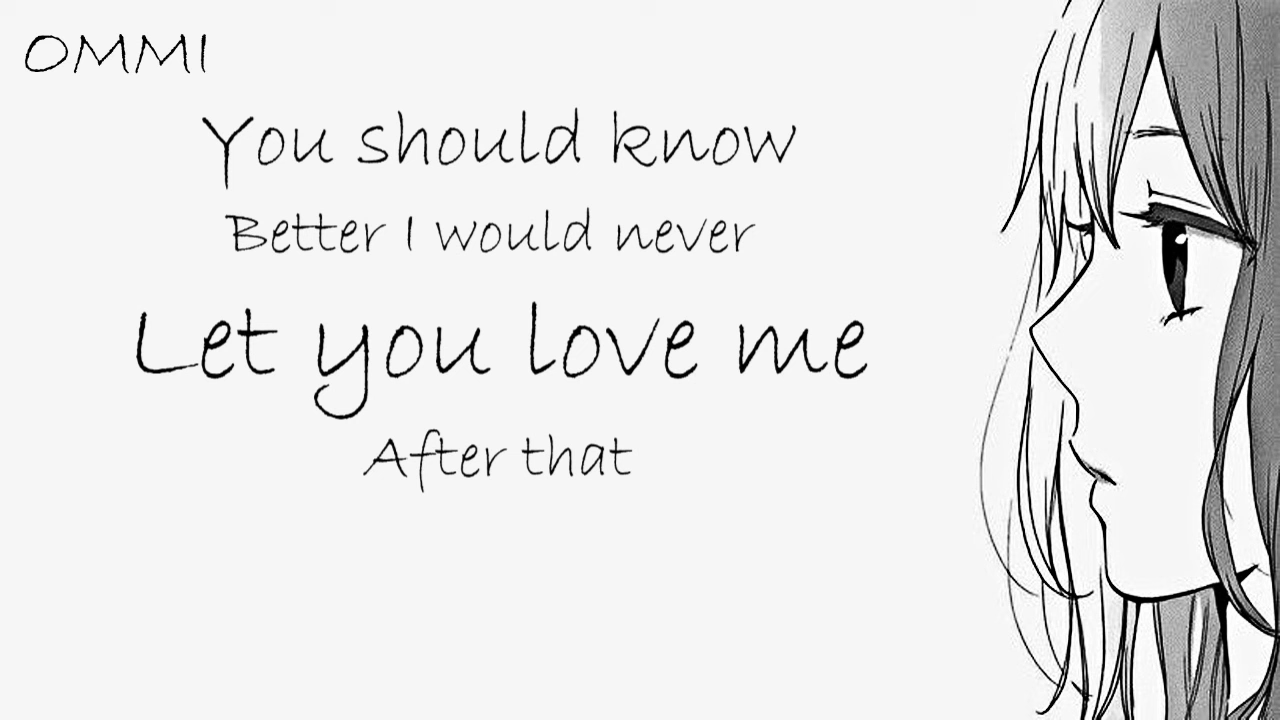 OMMI
You should know
Better I would never
Let you love me
After that